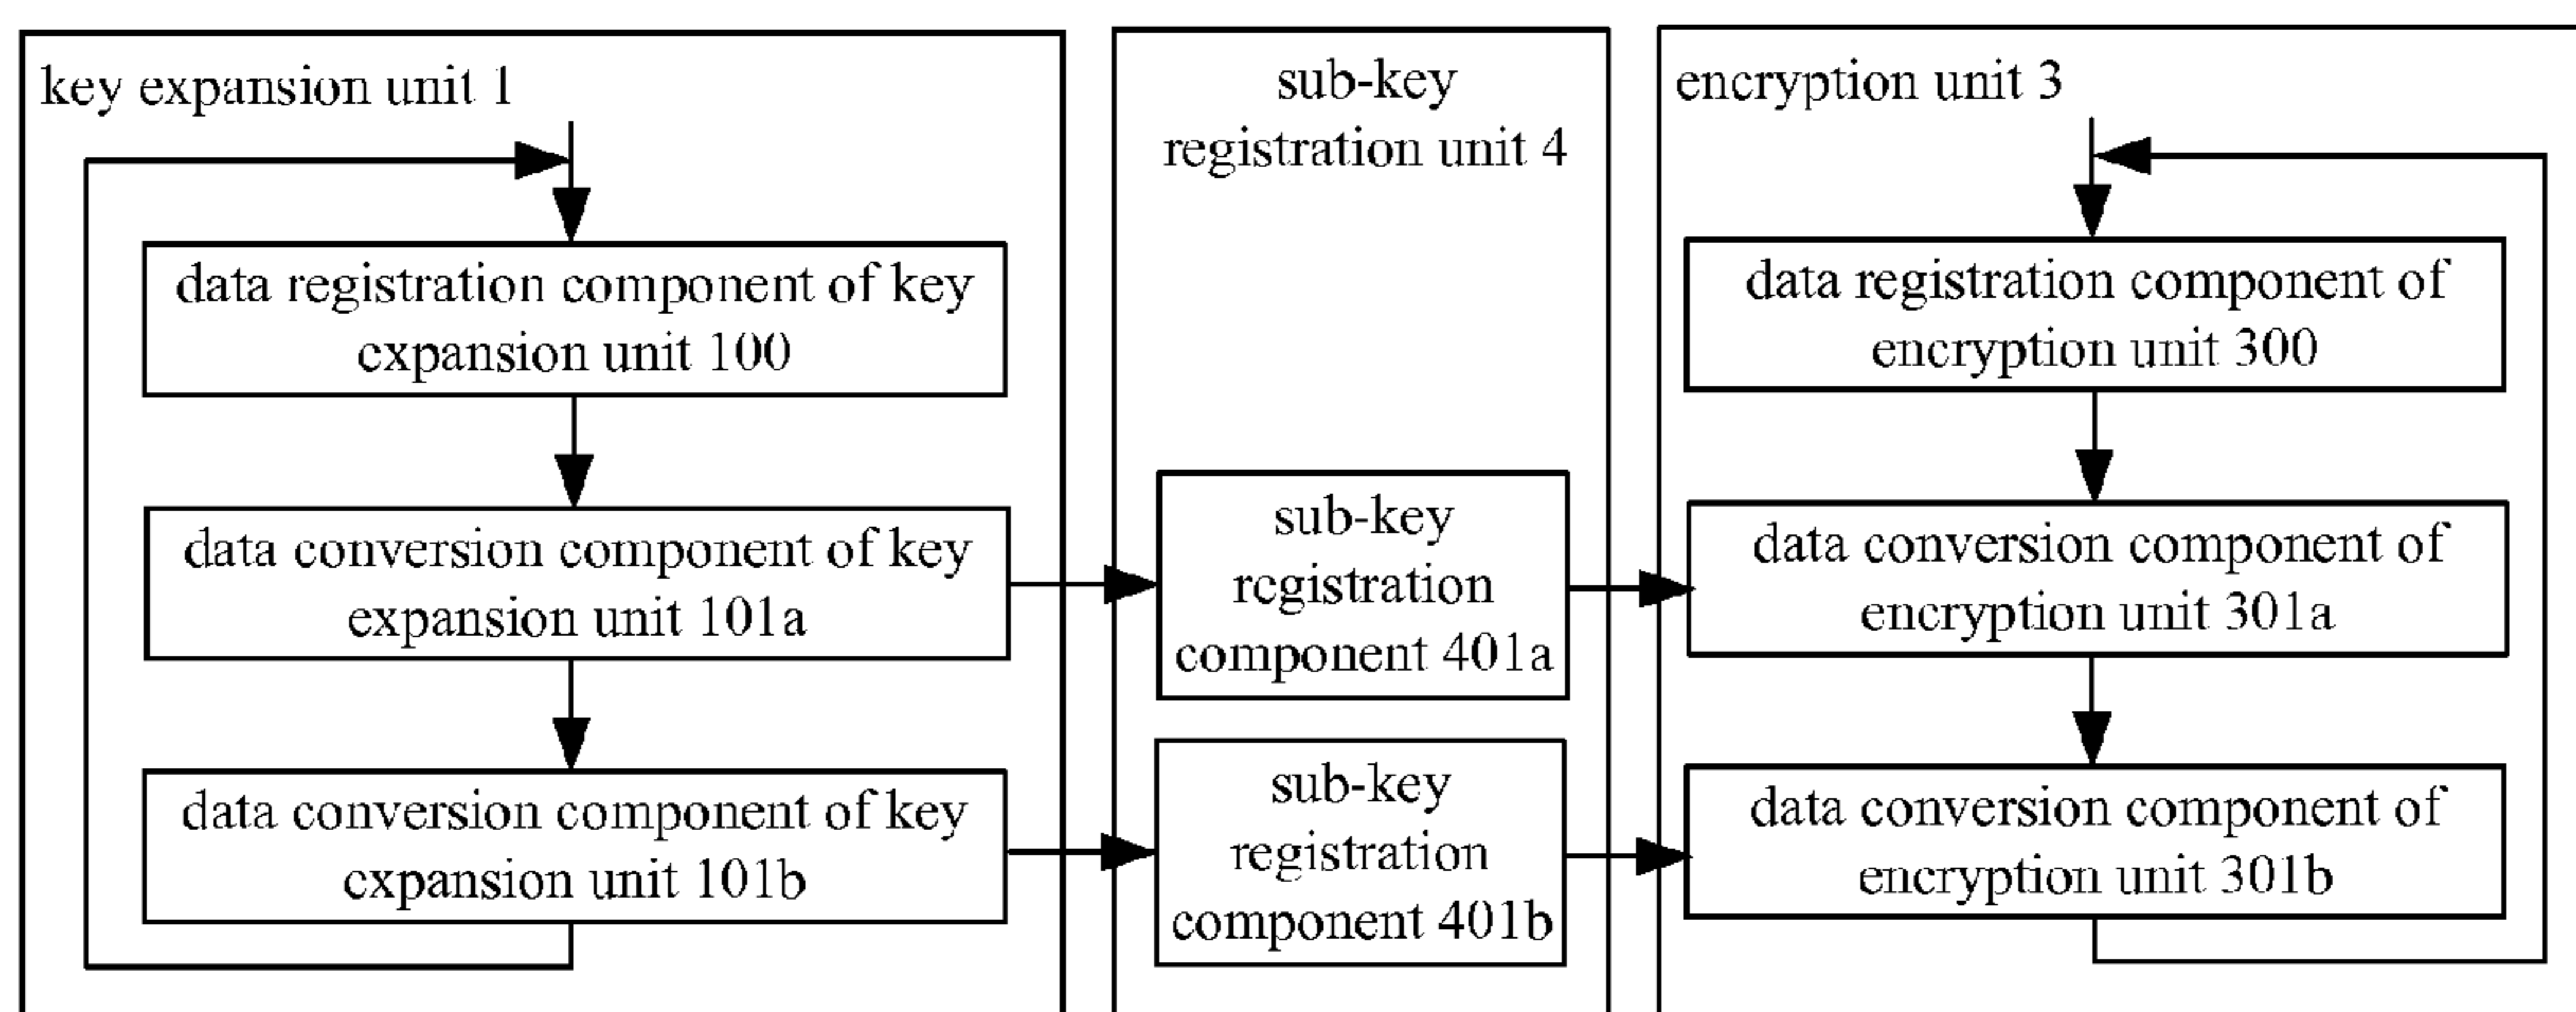 key expansion unit 1
data registration component of key
expansion unit 100
data conversion component of key
expansion unit 101a
data conversion component of key
expansion unit 101b
sub-key
registration unit 4
sub-key
registration
component 401a
sub-key
registration
component 401b
encryption unit 3
data registration component of
encryption unit 300
data conversion component of
encryption unit 301a
data conversion component of
encryption unit 301b